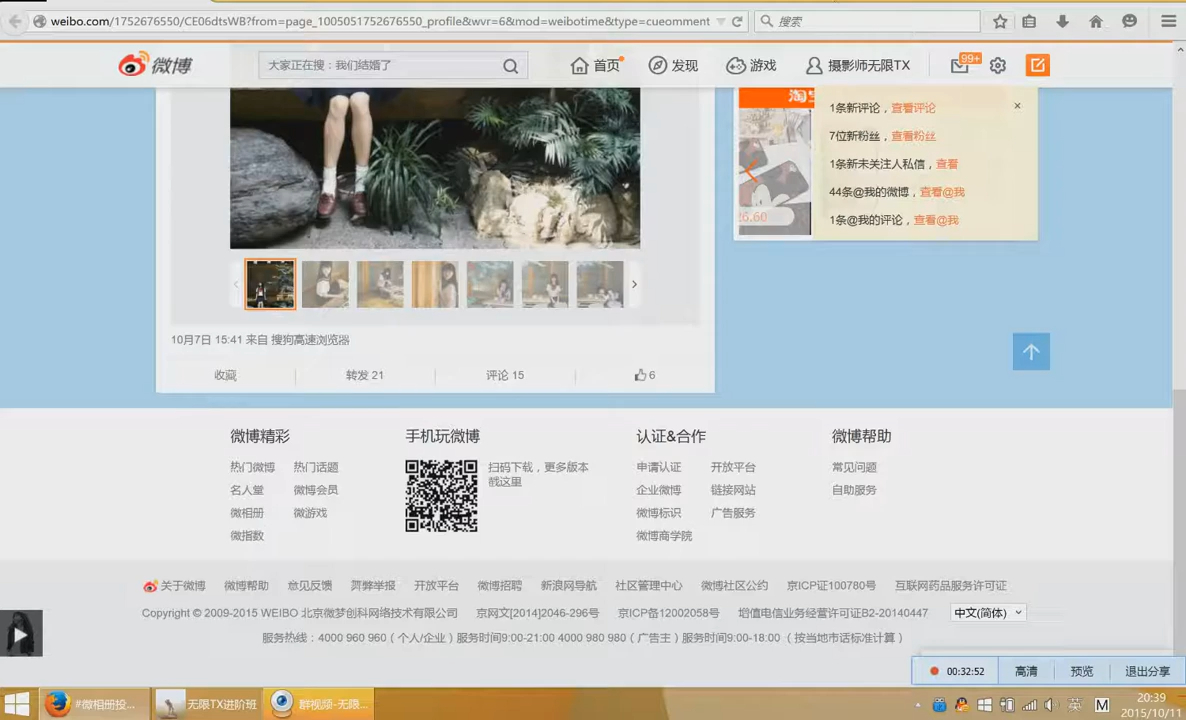 weibo.com/1752676550/CE06dtsWB?from=page_1005051752676550_profile&wvr=6&mod=weibotime&type=cueomment
搜索
微博
大家正在搜：我们结婚了
首页
发现
游戏
摄影师无限TX
99+
淘宝
26.60
1条新评论，查看评论
7位新粉丝，查看粉丝
1条新未关注人私信，查看
44条@我的微博，查看@我
1条@我的评论，查看@我
10月7日 15:41 来自 搜狗高速浏览器
收藏
转发 21
评论 15
6
微博精彩
热门微博 热门话题
名人堂 微博会员
微相册 微游戏
微指数
手机玩微博
扫码下载，更多版本
戳这里
认证&合作
申请认证 开放平台
企业微博 链接网站
微博标识 广告服务
微博商学院
微博帮助
常见问题
自助服务
关于微博 微博帮助 意见反馈 舞弊举报 开放平台 微博招聘 新浪网导航 社区管理中心 微博社区公约 京ICP证100780号 互联网药品服务许可证
Copyright © 2009-2015 WEIBO 北京微梦创科网络技术有限公司 京网文[2014]2046-296号 京ICP备12002058号 增值电信业务经营许可证B2-20140447 中文(简体)
服务热线：4000 960 960（个人/企业）服务时间9:00-21:00 4000 980 980（广告主）服务时间9:00-18:00 （按当地市话标准计算）
00:32:52
高清
预览
退出分享
#微相册投...
无限TX进阶班
群视频-无限...
英
M
20:39
2015/10/11